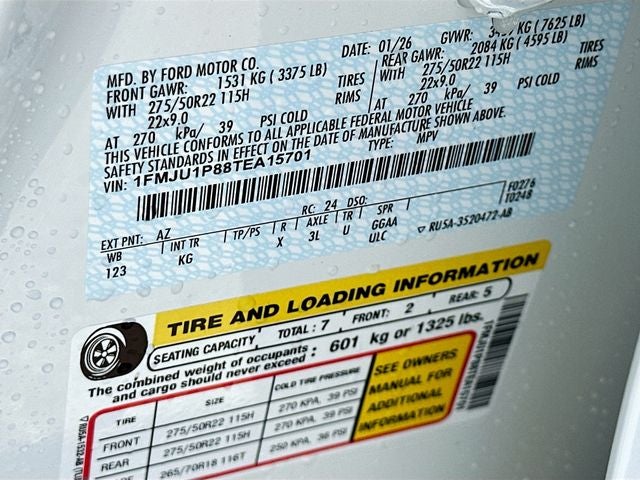 MFD. BY FORD MOTOR CO. DATE: 01/26 GVWR: KG ( 7625 LB)
FRONT GAWR: 1531 KG ( 3375 LB) REAR GAWR: 2084 KG ( 4595 LB)
WITH 275/50R22 115H TIRES WITH 275/50R22 115H TIRES
22x9.0 RIMS 22x9.0 RIMS
AT 270 kPa/ 39 PSI COLD AT 270 kPa/ 39 PSI COLD
THIS VEHICLE CONFORMS TO ALL APPLICABLE FEDERAL MOTOR VEHICLE
SAFETY STANDARDS IN EFFECT ON THE DATE OF MANUFACTURE SHOWN ABOVE.
VIN: 1FMJU1P88TEA15701 TYPE: MPV
EXT PNT: AZ RC: 24 DSO: F0276
WB INT TR TP/PS R AXLE TR SPR T0248
123 KG X 3L U GGAA
ULC ▽ RU5A-3520472-AB
TIRE AND LOADING INFORMATION
SEATING CAPACITY TOTAL : 7 FRONT: 2 REAR: 5
The combined weight of occupants and cargo should never exceed : 601 kg or 1325 lbs.
TIRE SIZE COLD TIRE PRESSURE
FRONT 275/50R22 115H 270 KPA, 39 PSI
REAR 275/50R22 115H 270 KPA, 39 PSI
265/70R18 116T 250 KPA, 36 PSI
SEE OWNERS
MANUAL FOR
ADDITIONAL
INFORMATION